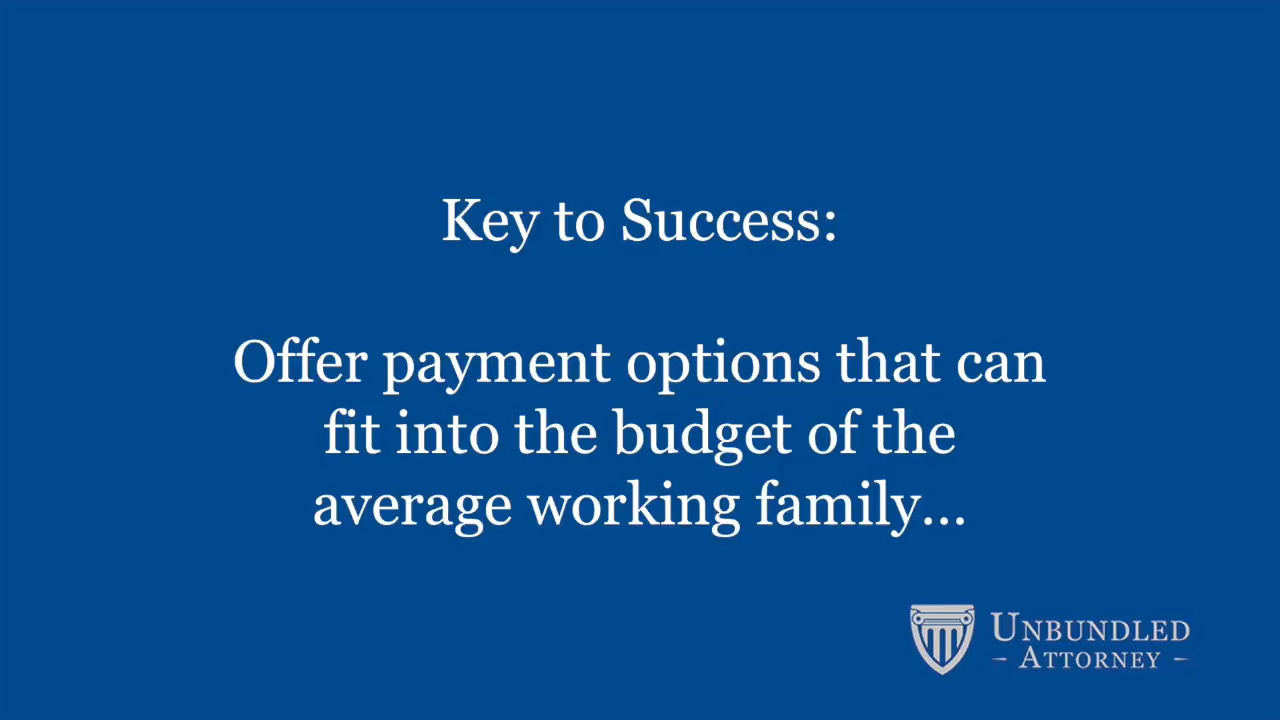 Key to Success:
Offer payment options that can
fit into the budget of the
average working family...
UNBUNDLED
- ATTORNEY -